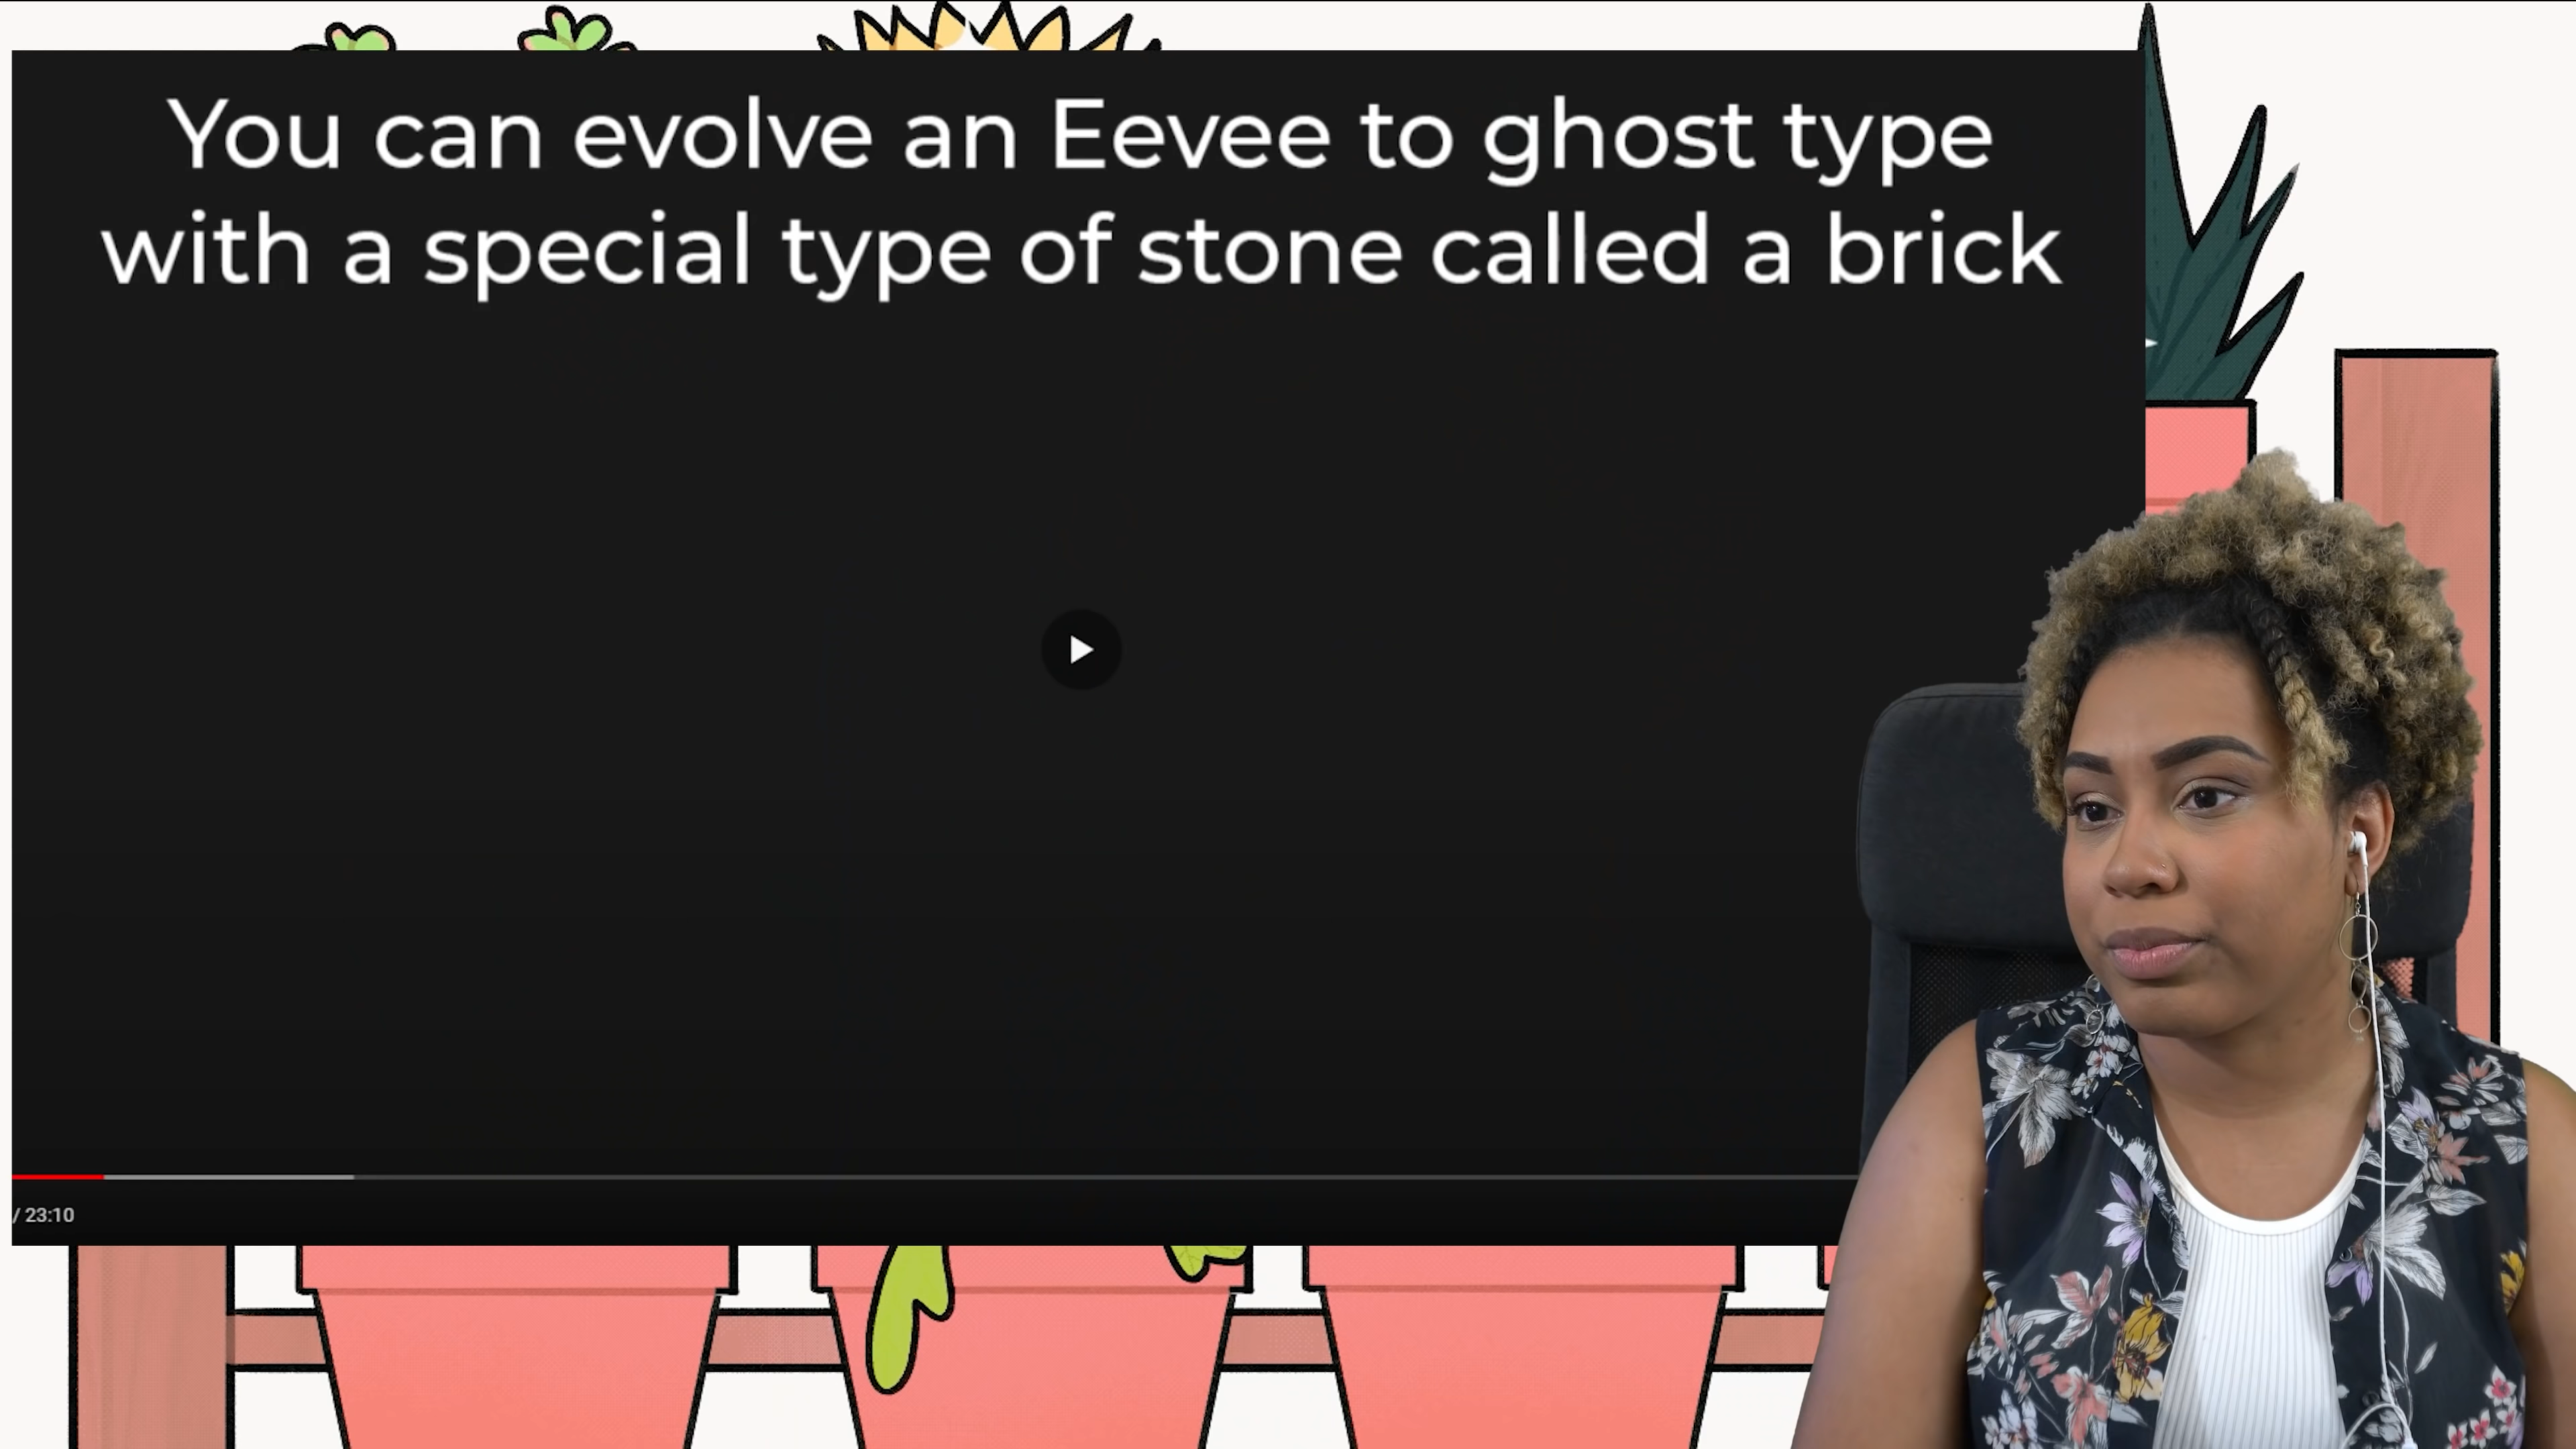 You can evolve an Eevee to ghost type
with a special type of stone called a brick
/ 23:10